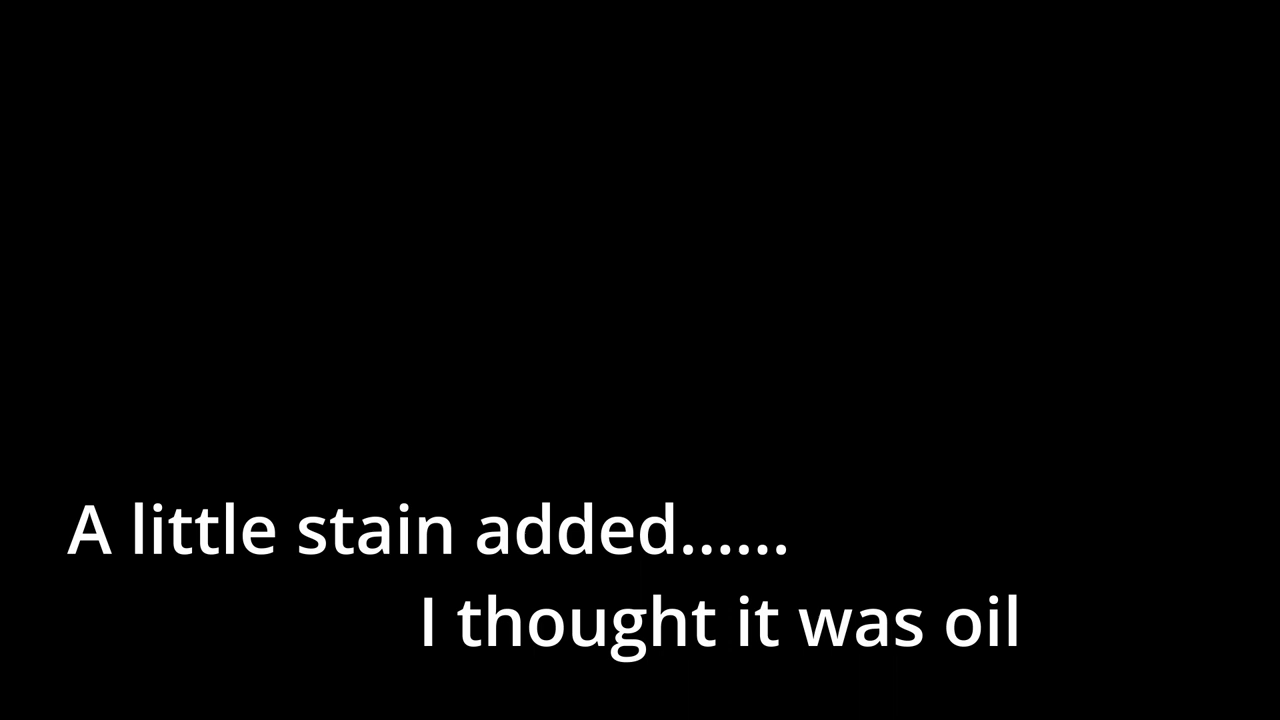 A little stain added......
I thought it was oil